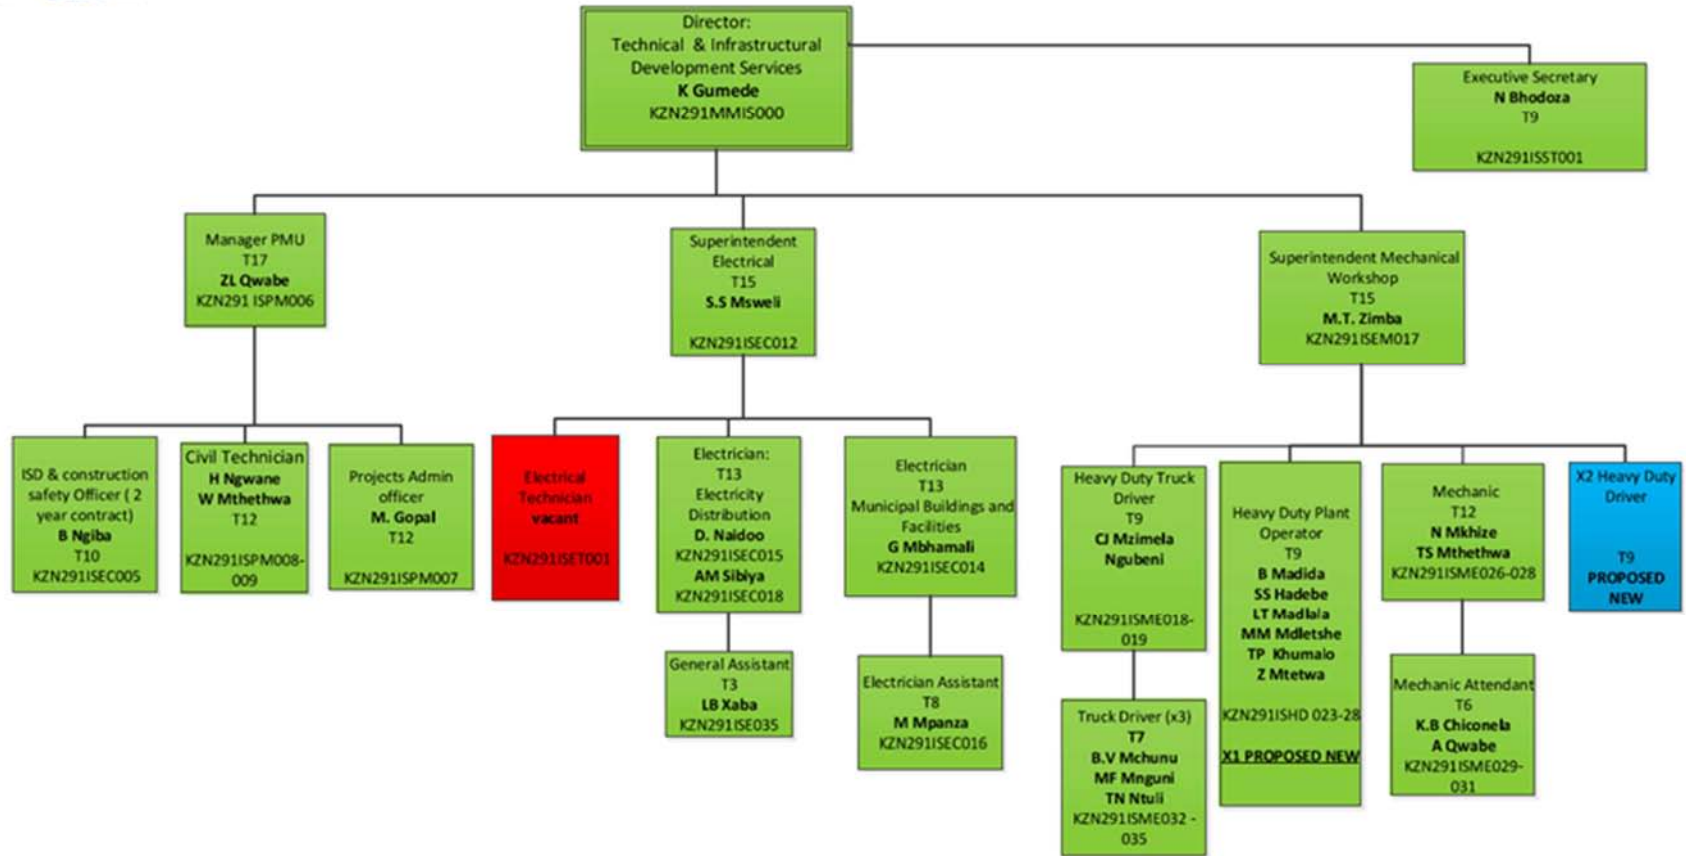 Director:
Technical & Infrastructural
Development Services
K Gumede
KZN291MMIS000
Executive Secretary
N Bhodoza
T9
KZN291ISST001
Manager PMU
T17
ZL Qwabe
KZN291 ISPM006
Superintendent
Electrical
T15
S.S Msweli
KZN291ISEC012
Superintendent Mechanical
Workshop
T15
M.T. Zimba
KZN291ISEM017
ISD & construction
safety Officer ( 2
year contract)
B Ngiba
T10
KZN291ISEC005
Civil Technician
H Ngwane
W Mthethwa
T12
KZN291ISPM008-
009
Projects Admin
officer
M. Gopal
T12
KZN291ISPM007
Electrical
Technician
vacant
KZN291ISET001
Electrician:
T13
Electricity
Distribution
D. Naidoo
KZN291ISEC015
AM Sibiya
KZN291ISEC018
General Assistant
T3
LB Xaba
KZN291ISE035
Electrician
T13
Municipal Buildings and
Facilities
G Mbhamali
KZN291ISEC014
Electrician Assistant
T8
M Mpanza
KZN291ISEC016
Heavy Duty Truck
Driver
T9
CJ Mzimela
Ngubeni
KZN291ISME018-
019
Truck Driver (x3)
T7
B.V Mchunu
MF Mnguni
TN Ntuli
KZN291ISME032 -
035
Heavy Duty Plant
Operator
T9
B Madida
SS Hadebe
LT Madlala
MM Mdletshe
TP Khumalo
Z Mtetwa
KZN291ISHD 023-28
X1 PROPOSED NEW
Mechanic
T12
N Mkhize
TS Mthethwa
KZN291ISME026-028
Mechanic Attendant
T6
K.B Chiconela
A Qwabe
KZN291ISME029-
031
X2 Heavy Duty
Driver
T9
PROPOSED
NEW